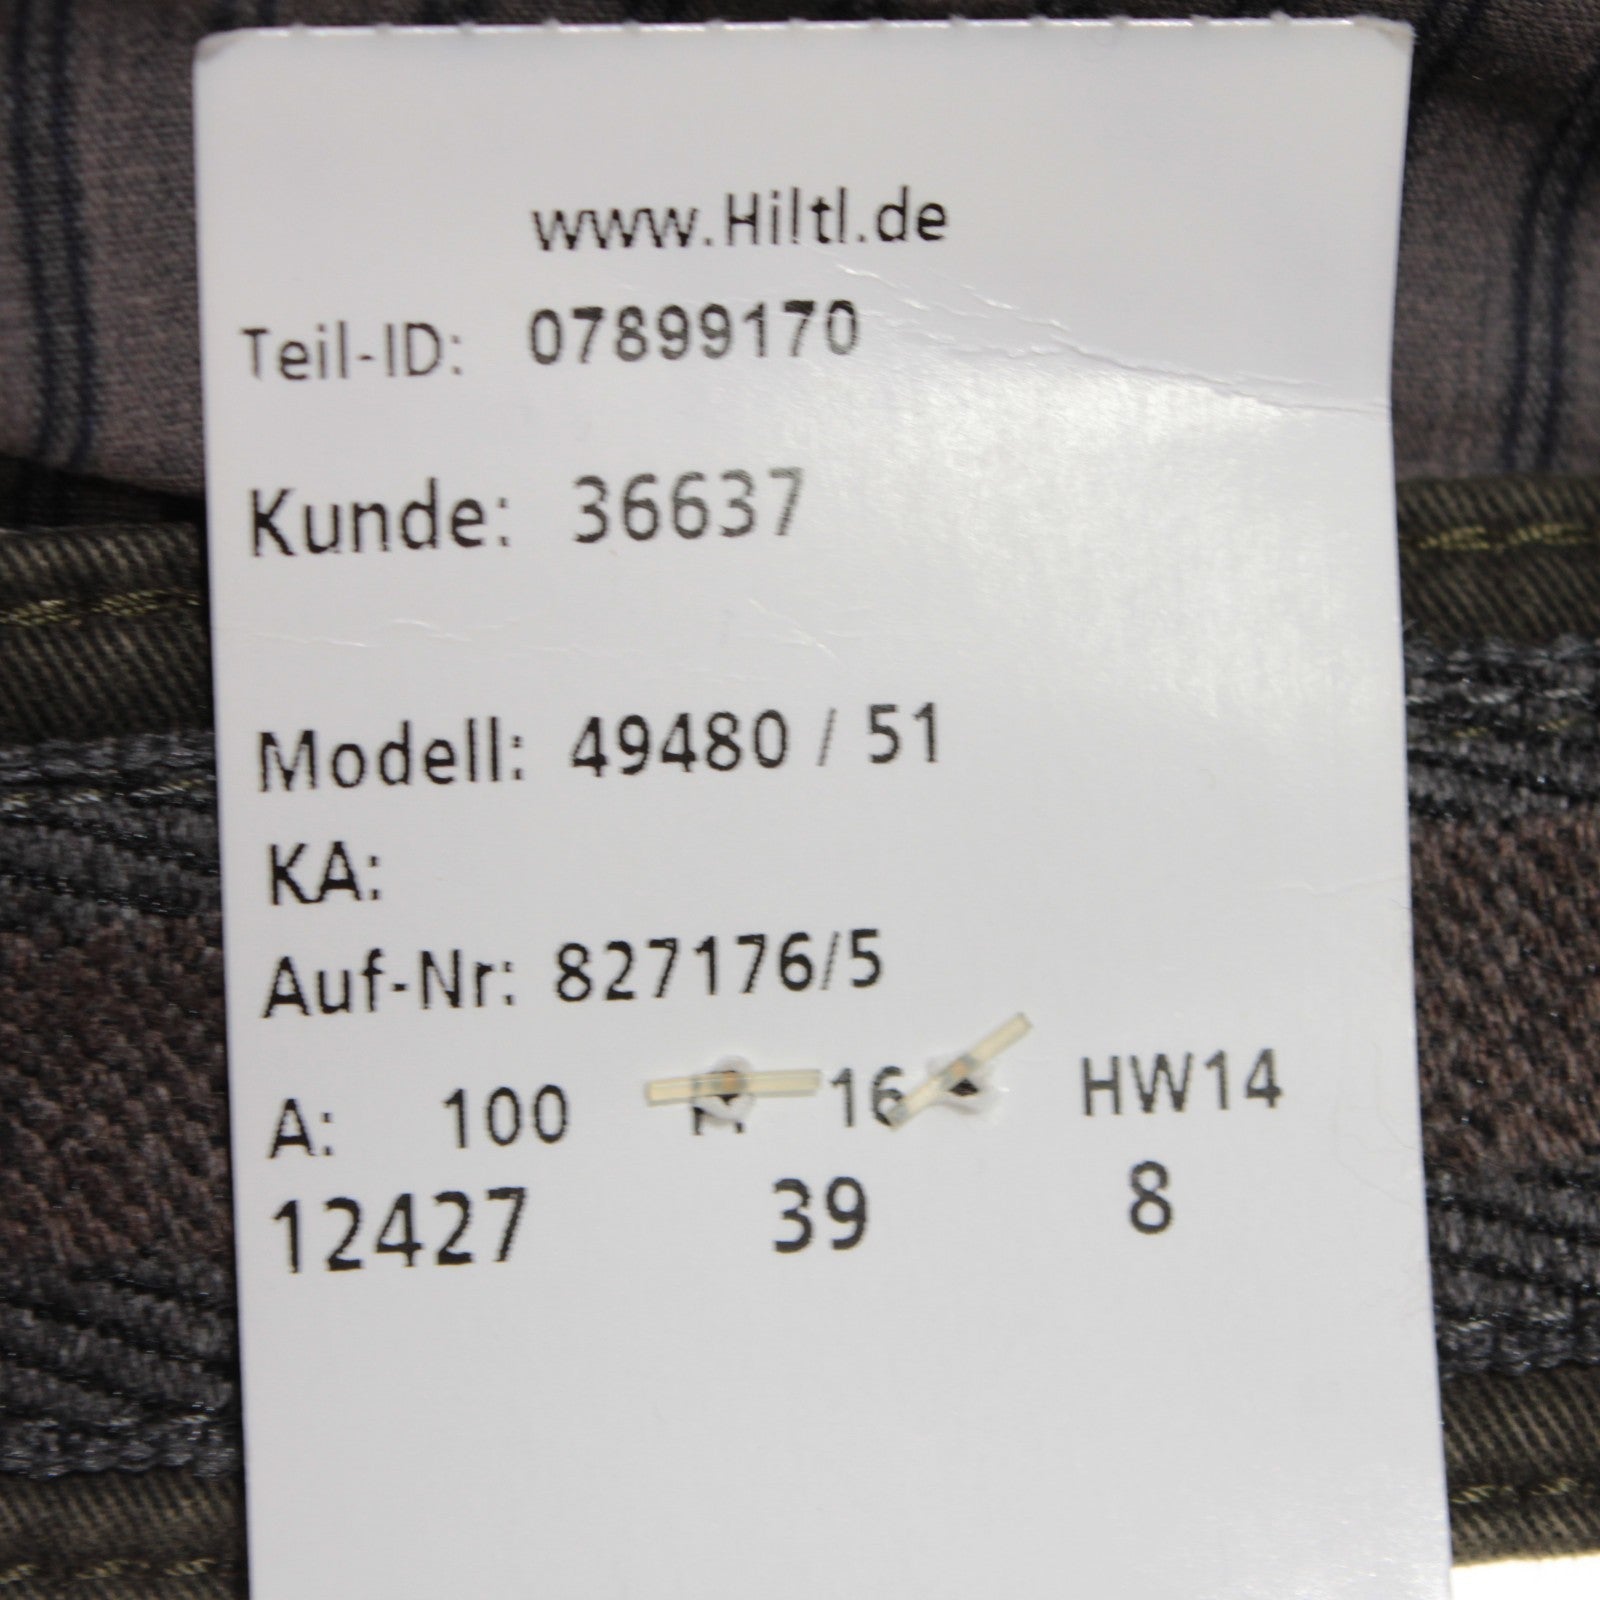 www.Hiltl.de
Teil-ID: 07899170
Kunde: 36637
Modell: 49480 / 51
KA:
Auf-Nr: 827176/5
A: 100 16 HW14
12427 39 8